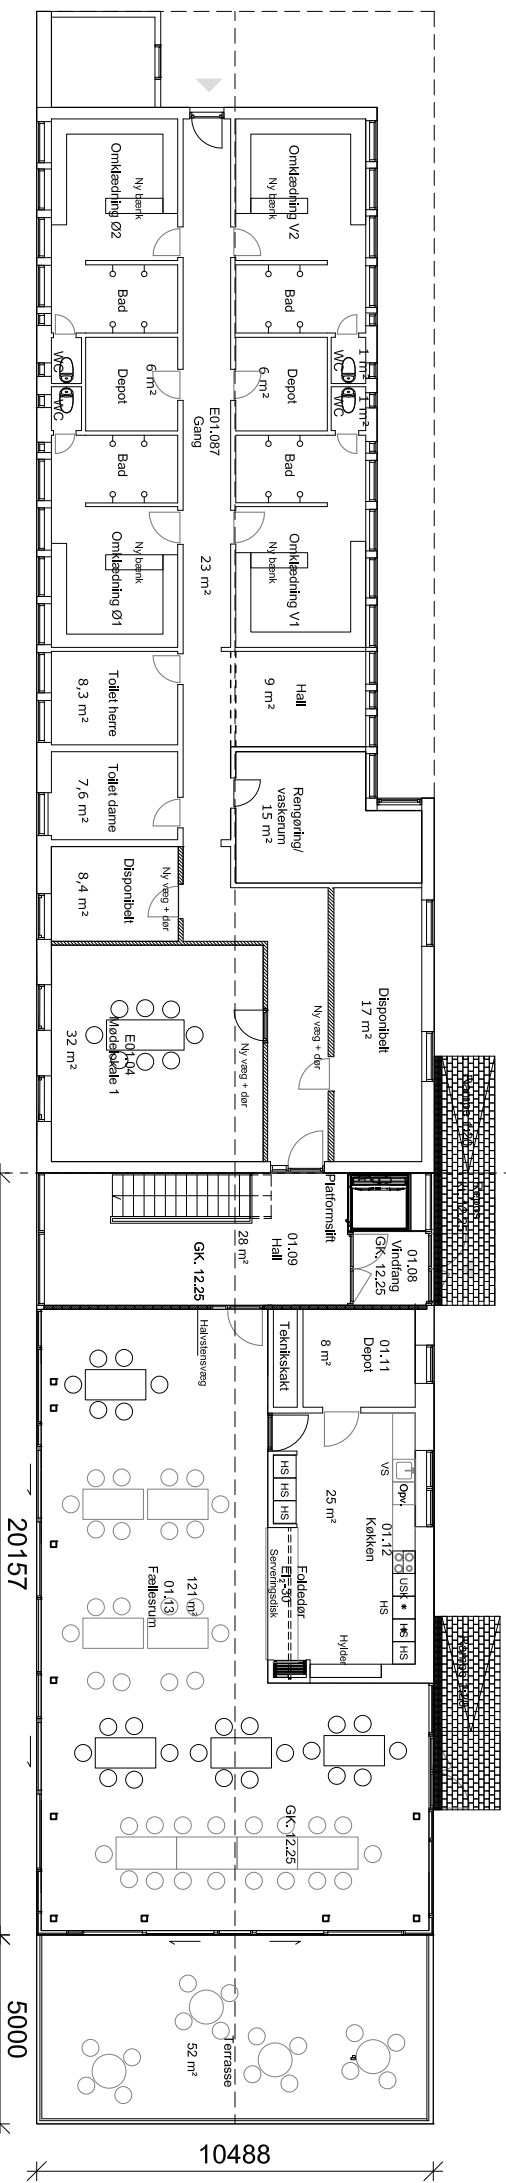 Omklædning Ø2
Ny bænk
Omklædning V2
Ny bænk
Bad
Bad
WC
WC
Depot
6 m²
Depot
6 m²
WC
1 m²
WC
1 m²
E01.087
Gang
23 m²
Bad
Bad
Omklædning Ø1
Ny bænk
Omklædning V1
Ny bænk
Toilet herre
8,3 m²
Hall
9 m²
Toilet dame
7,6 m²
Rengøring/
vaskerum
15 m²
Disponibelt
8,4 m²
Ny væg + dør
Disponibelt
17 m²
Ny væg + dør
E01.04
Mødelokale 1
32 m²
Ny væg + dør
Platformslift
01.09
Hall
28 m²
GK. 12.25
01.08
Vindfang
GK. 12.25
Halvstensvæg
Teknikskakt
01.11
Depot
8 m²
VS
Opv.
01.12
Køkken
25 m²
HS
HS
HS
HS
USK
*
HS
HS
Foldedør
EI₂-30
Serveringsdisk
Hylder
121 m²
01.13
Fællesrum
GK. 12.25
Terrasse
52 m²
20157
5000
10488